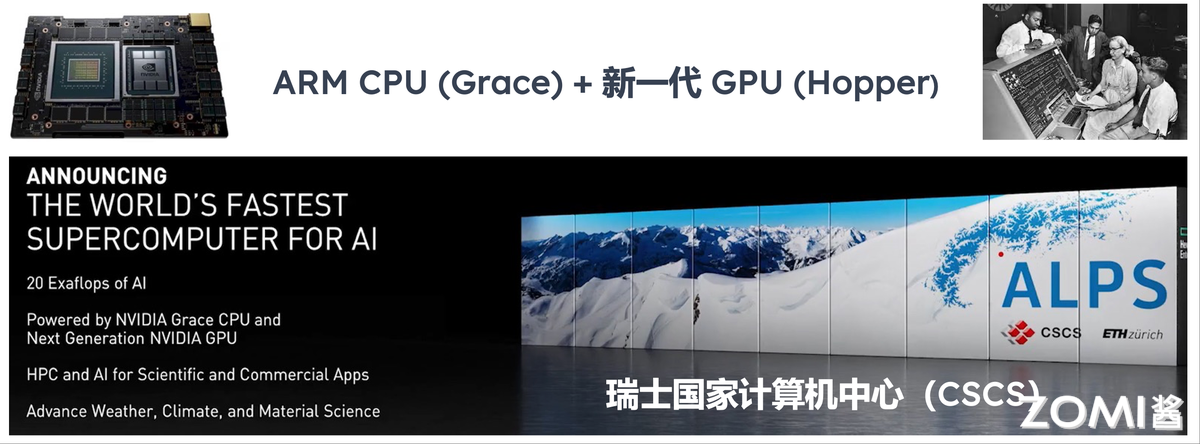 ARM CPU (Grace) + 新一代 GPU (Hopper)
ANNOUNCING
THE WORLD'S FASTEST
SUPERCOMPUTER FOR AI
20 Exaflops of AI
Powered by NVIDIA Grace CPU and
Next Generation NVIDIA GPU
HPC and AI for Scientific and Commercial Apps
Advance Weather, Climate, and Material Science
ALPS
CSCS ETH zürich
瑞士国家计算机中心（CSCS）
ZOMI酱